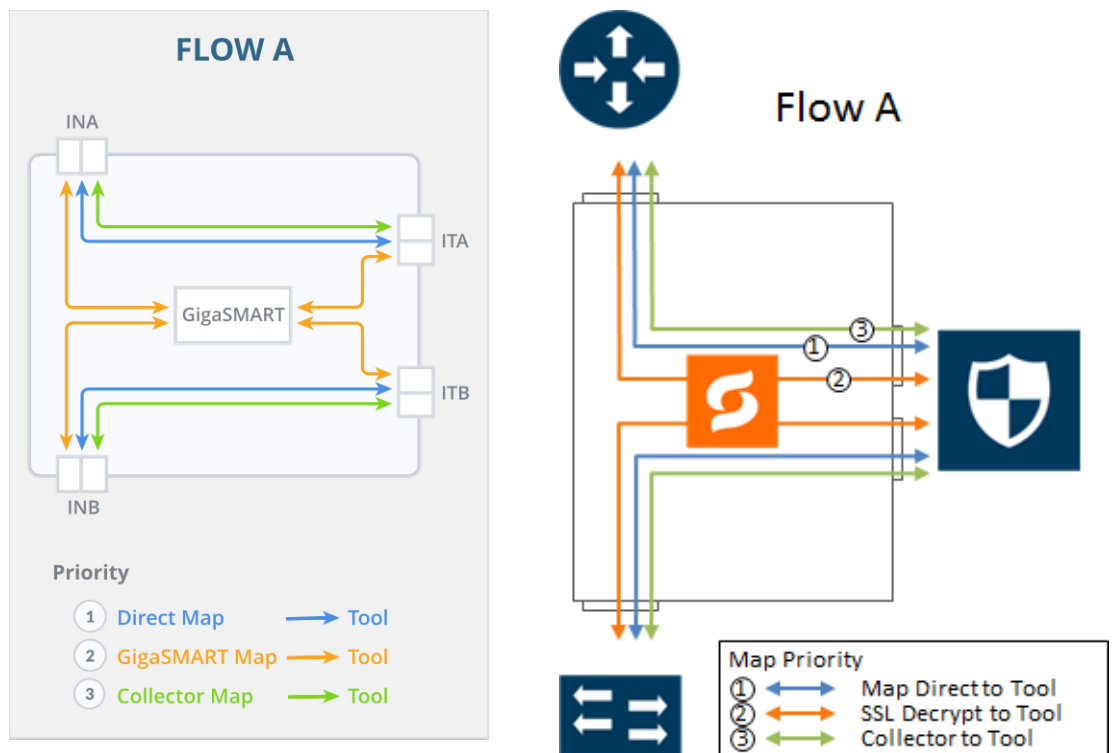 FLOW A
INA
ITA
GigaSMART
ITB
INB
Priority
1 Direct Map Tool
2 GigaSMART Map Tool
3 Collector Map Tool
Flow A
3
1
2
Map Priority
1 Map Direct to Tool
2 SSL Decrypt to Tool
3 Collector to Tool